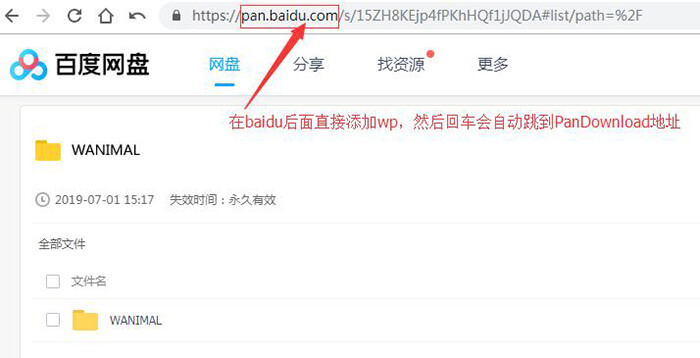 https://pan.baidu.com/s/15ZH8KEjp4fPKhHQf1jJQDA#list/path=%2F
百度网盘 网盘 分享 找资源 更多
在baidu后面直接添加wp，然后回车会自动跳到PanDownload地址
WANIMAL
2019-07-01 15:17 失效时间：永久有效
全部文件
文件名
WANIMAL